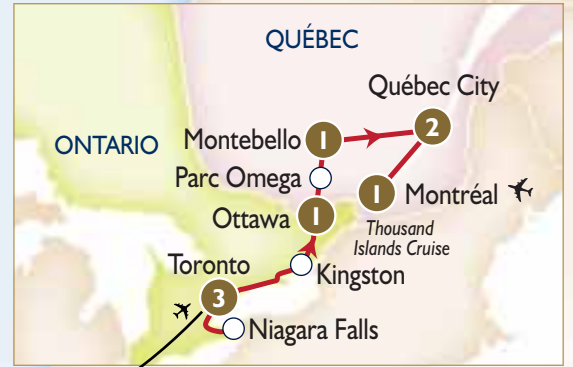 QUÉBEC
Québec City
2
ONTARIO
Montebello 1
Parc Omega
1 Montréal
Ottawa 1
Thousand
Islands Cruise
Toronto
Kingston
3
Niagara Falls